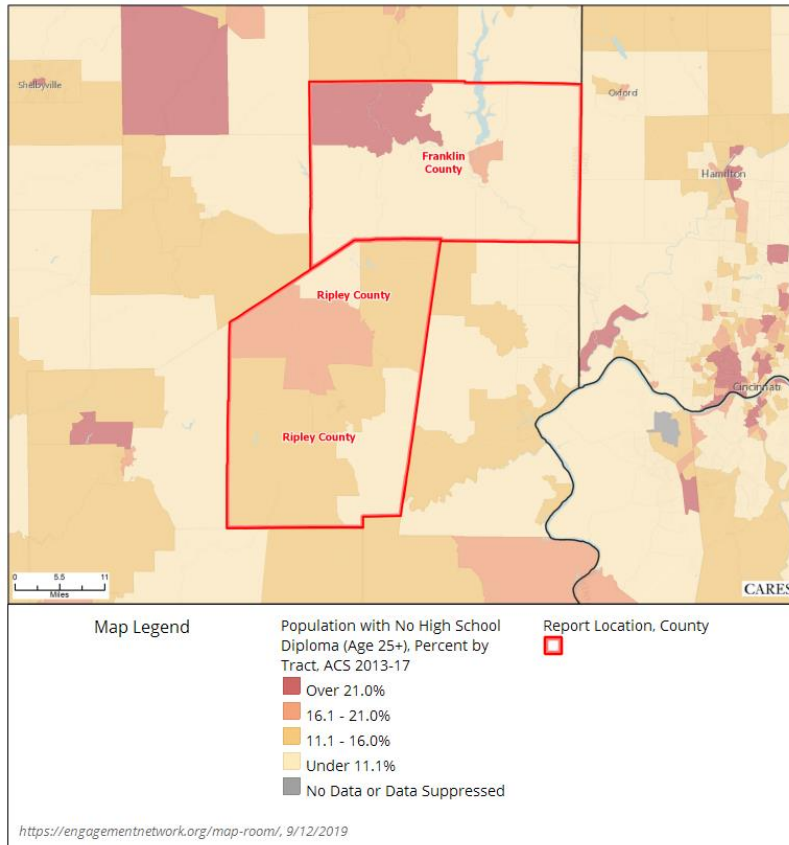 Shelbyville
Oxford
Franklin
County
Hamilton
Ripley County
Cincinnati
Ripley County
0 5.5 11
Miles
CARES
Map Legend
Population with No High School
Diploma (Age 25+), Percent by
Tract, ACS 2013-17
Over 21.0%
16.1 - 21.0%
11.1 - 16.0%
Under 11.1%
No Data or Data Suppressed
Report Location, County
https://engagementnetwork.org/map-room/, 9/12/2019